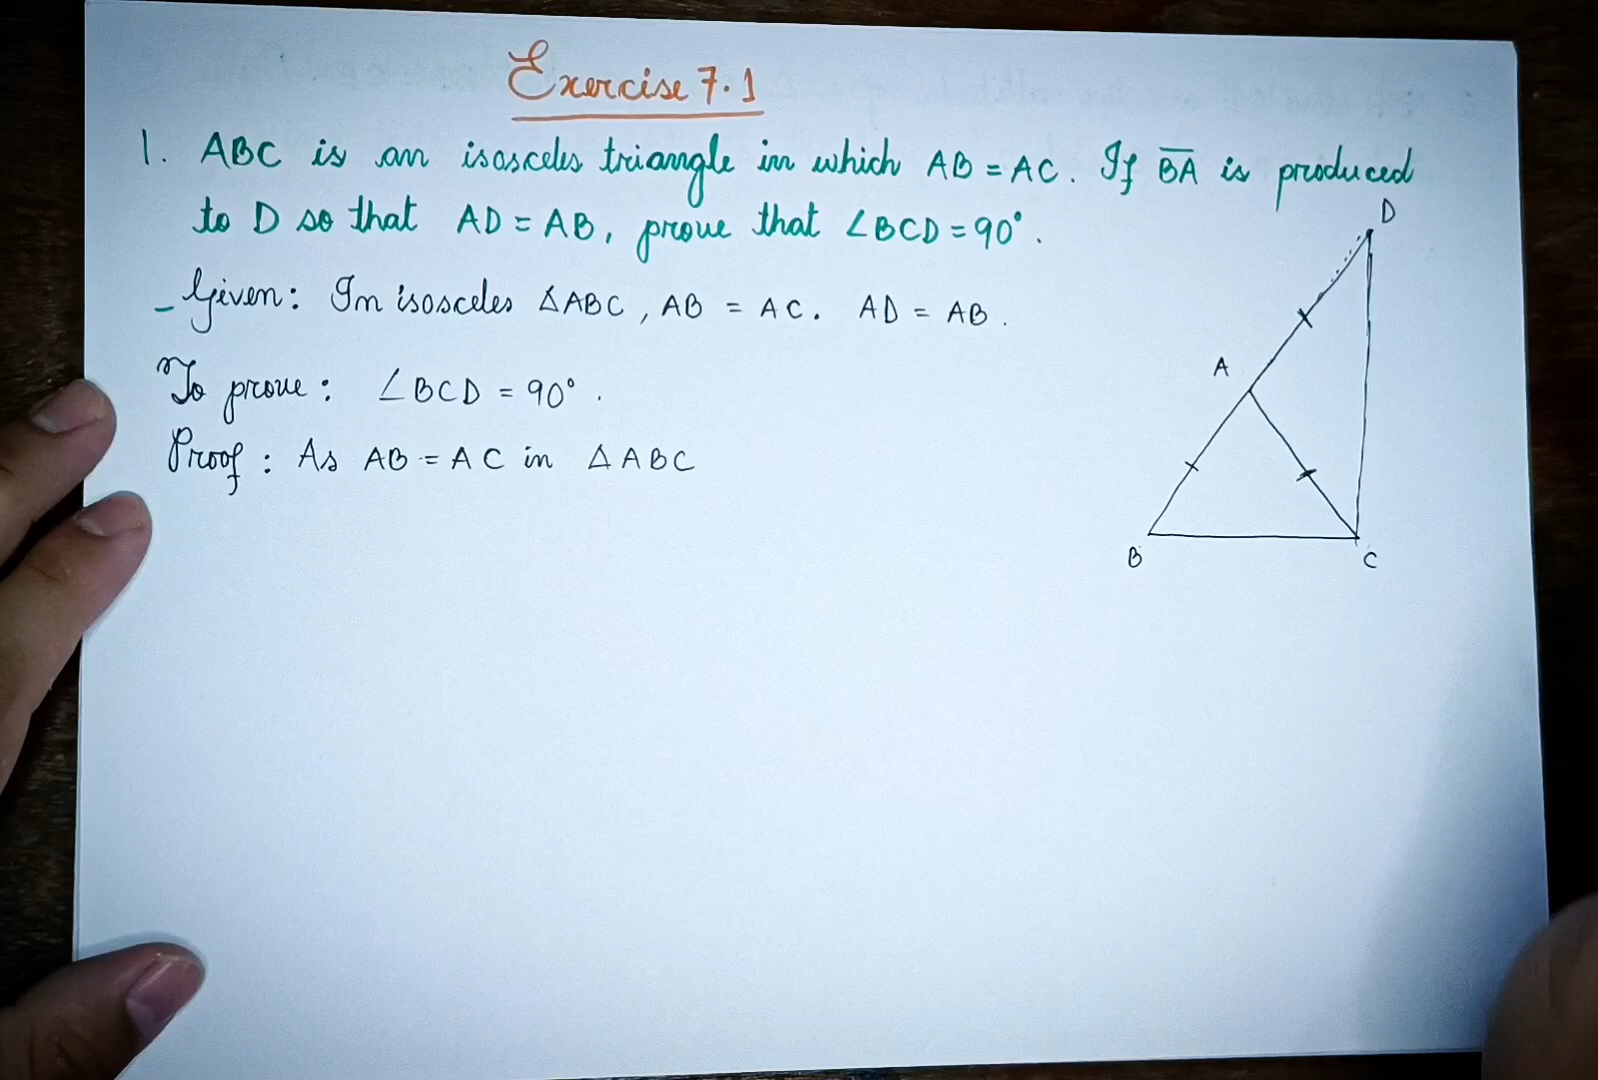 Exercise 7.1
1. ABC is an isosceles triangle in which AB = AC. If B̅A̅ is produced
to D so that AD = AB, prove that ∠BCD = 90°.
Given: In isosceles ΔABC, AB = AC. AD = AB.
To prove: ∠BCD = 90°.
Proof: As AB = AC in ΔABC
D
A
B
C